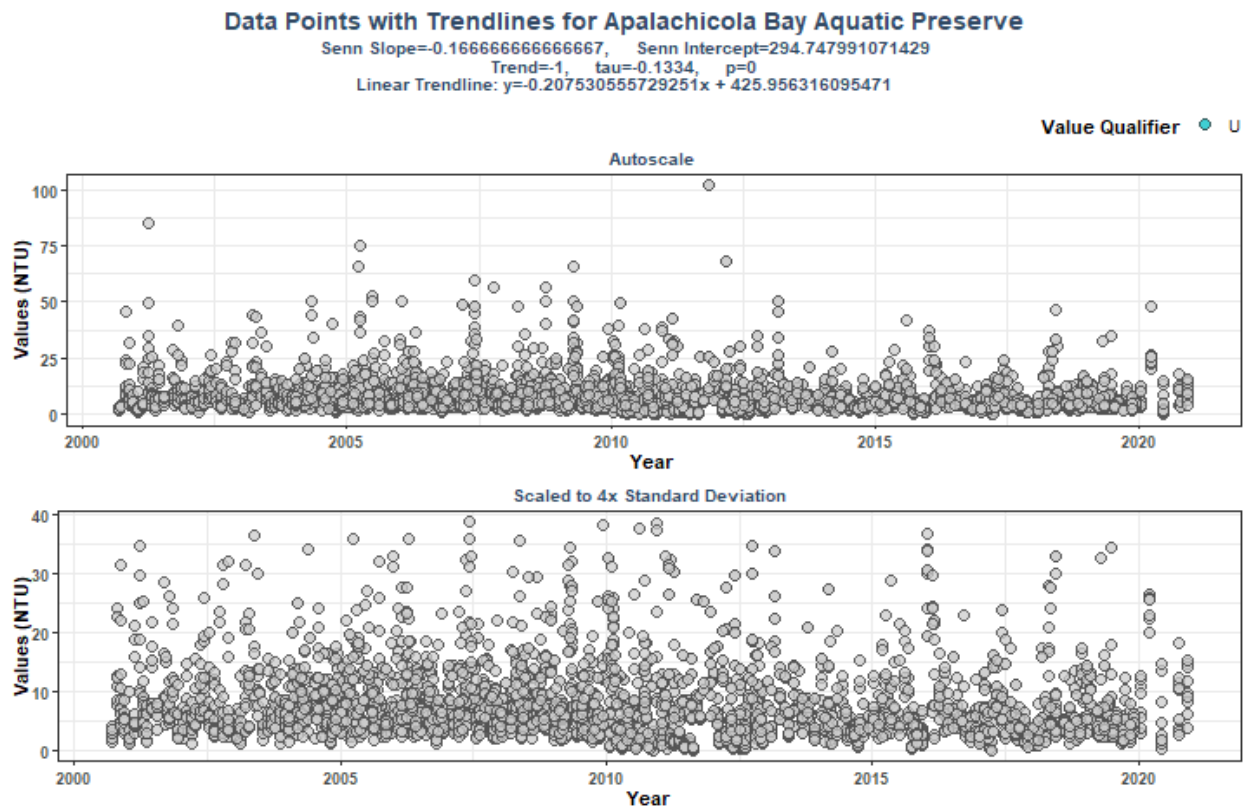 Data Points with Trendlines for Apalachicola Bay Aquatic Preserve
Senn Slope=-0.166666666666667, Senn Intercept=294.747991071429
Trend=-1, tau=-0.1334, p=0
Linear Trendline: y=-0.207530555729251x + 425.956316095471
Value Qualifier U
Autoscale
Values (NTU)
100
75
50
25
0
2000 2005 2010 2015 2020
Year
Scaled to 4x Standard Deviation
Values (NTU)
40
30
20
10
0
2000 2005 2010 2015 2020
Year